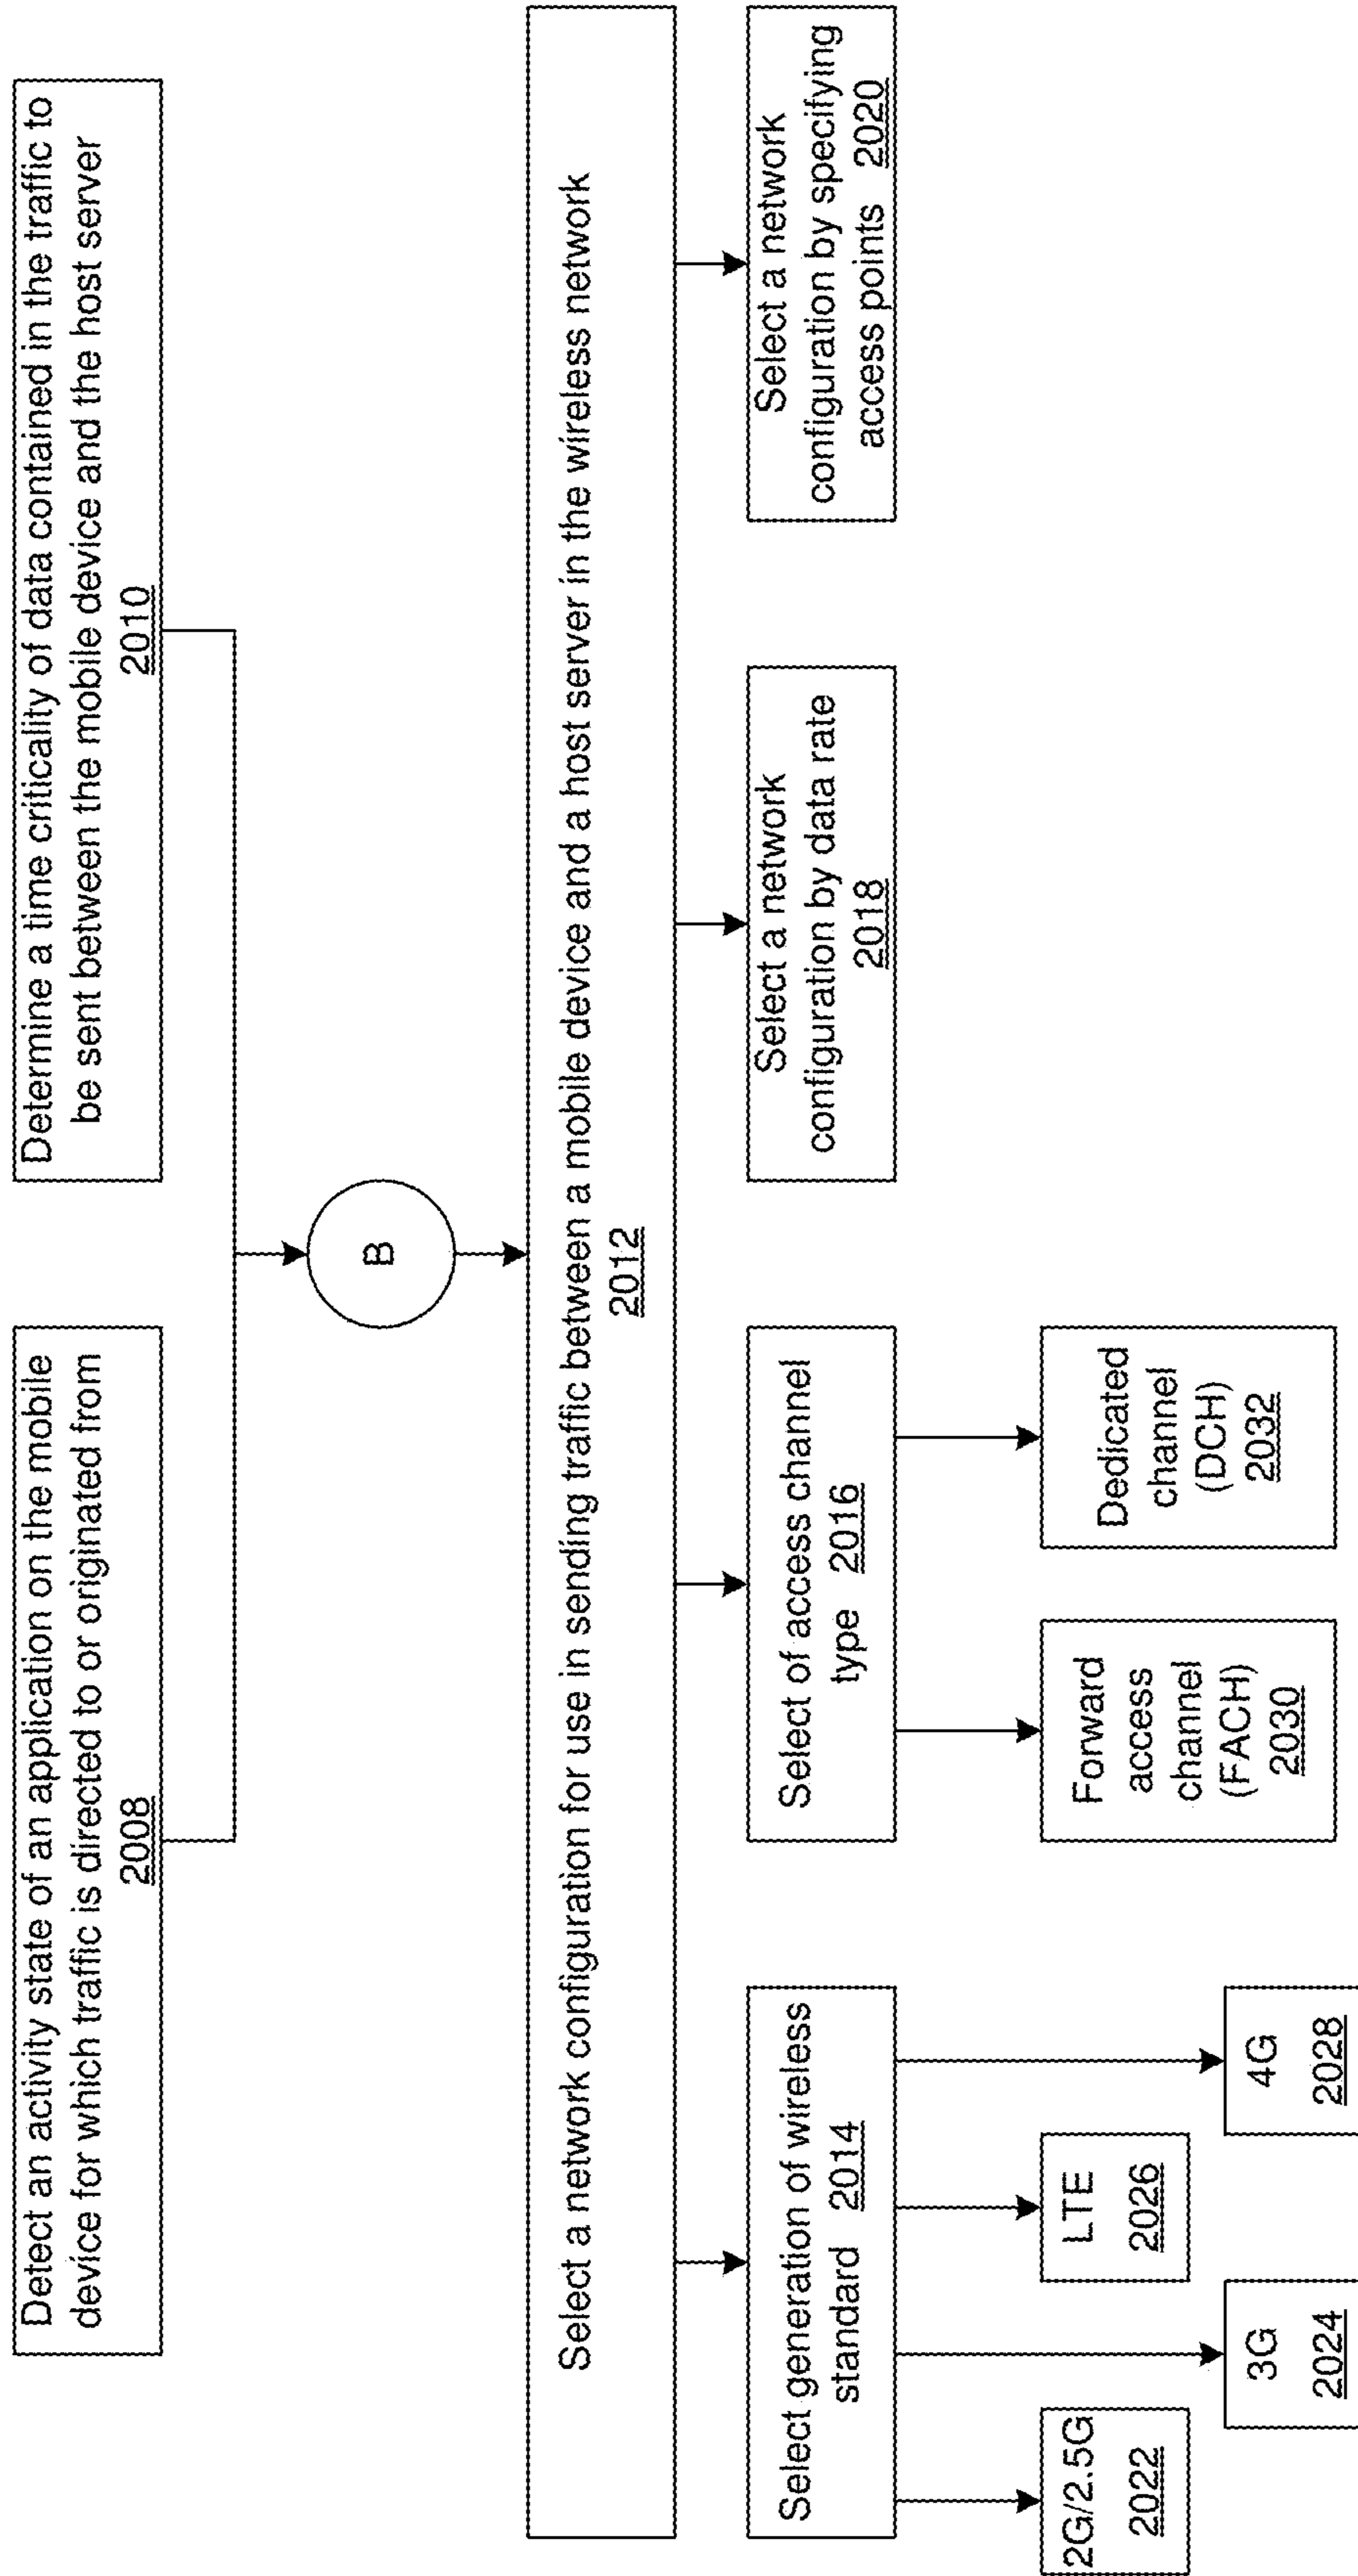 Detect an activity state of an application on the mobile
device for which traffic is directed to or originated from
2008
Determine a time criticality of data contained in the traffic to
be sent between the mobile device and the host server
2010
B
Select a network configuration for use in sending traffic between a mobile device and a host server in the wireless network
2012
Select generation of wireless
standard 2014
Select of access channel
type 2016
Select a network
configuration by data rate
2018
Select a network
configuration by specifying
access points 2020
2G/2.5G
2022
3G
2024
LTE
2026
4G
2028
Forward
access
channel
(FACH)
2030
Dedicated
channel
(DCH)
2032